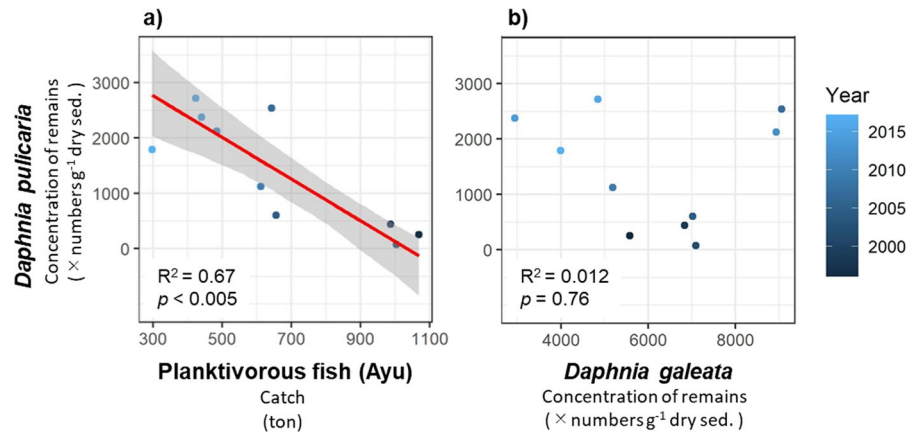 a)
b)
Daphnia pulicaria
Concentration of remains
( × numbers g⁻¹ dry sed. )
3000
2000
1000
0
R² = 0.67
p < 0.005
300 500 700 900 1100
Planktivorous fish (Ayu)
Catch
(ton)
3000
2000
1000
0
R² = 0.012
p = 0.76
4000 6000 8000
Daphnia galeata
Concentration of remains
( × numbers g⁻¹ dry sed. )
Year
2015
2010
2005
2000